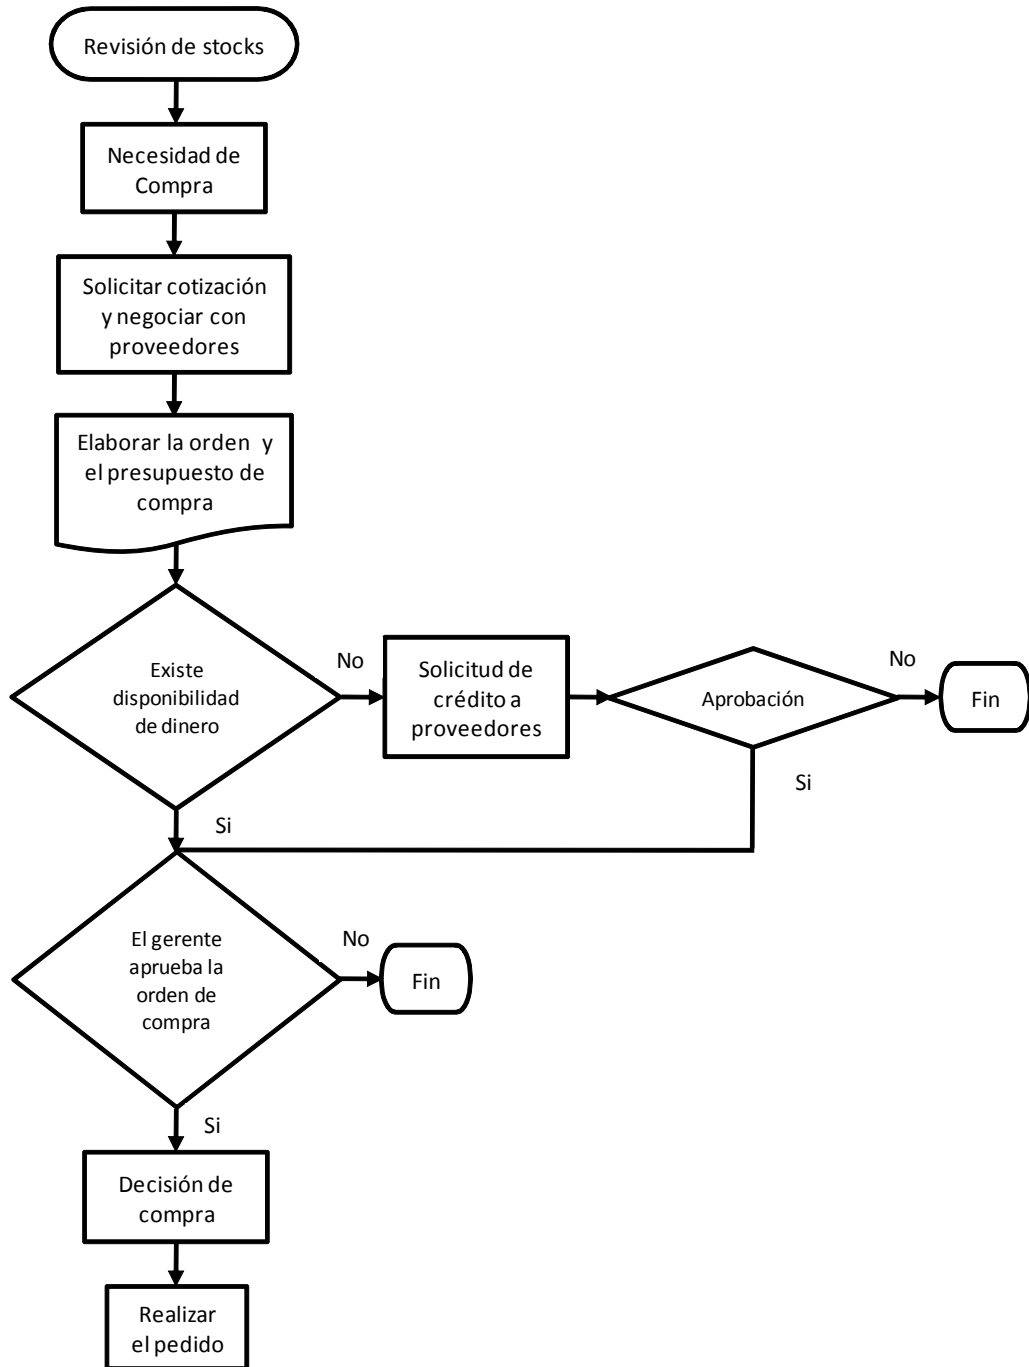 Revisión de stocks
Necesidad de
Compra
Solicitar cotización
y negociar con
proveedores
Elaborar la orden y
el presupuesto de
compra
Existe
disponibilidad
de dinero
No
Solicitud de
crédito a
proveedores
Aprobación
No
Fin
Si
Si
El gerente
aprueba la
orden de
compra
No
Fin
Si
Decisión de
compra
Realizar
el pedido